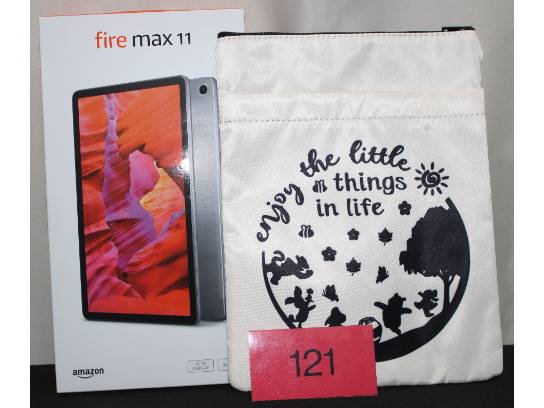 fire max 11
amazon
enjoy the little
things
in life
121